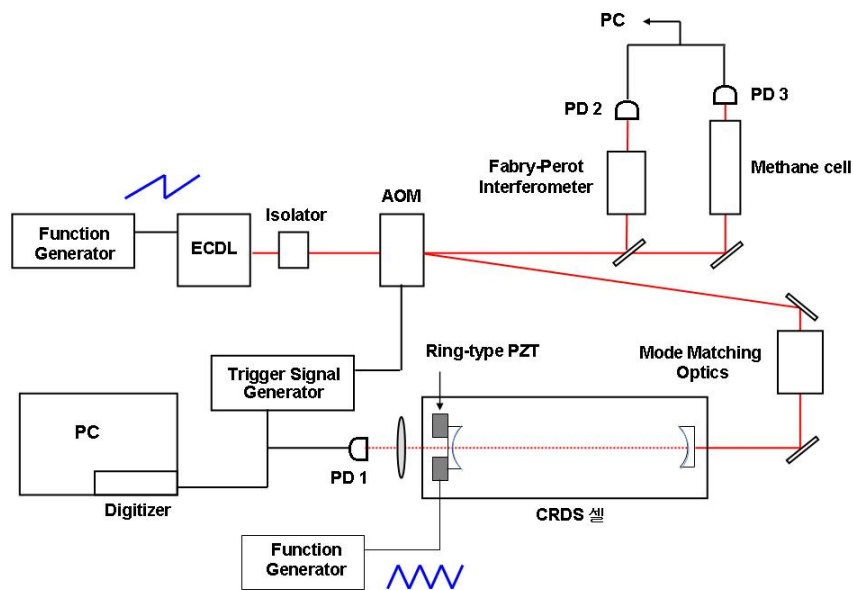 PC
PD 2
PD 3
Fabry-Perot
Interferometer
Methane cell
AOM
Isolator
Function
Generator
ECDL
Ring-type PZT
Mode Matching
Optics
Trigger Signal
Generator
PC
Digitizer
PD 1
CRDS 셀
Function
Generator